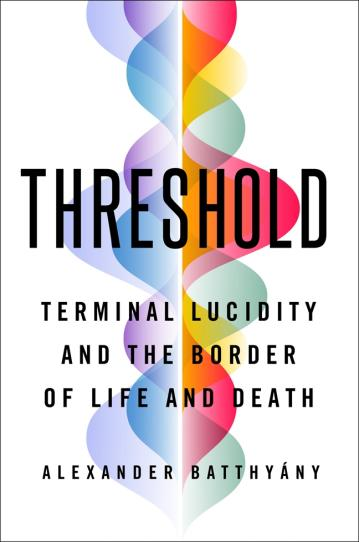 THRESHOLD
TERMINAL LUCIDITY
AND THE BORDER
OF LIFE AND DEATH
ALEXANDER BATTHYÁNY